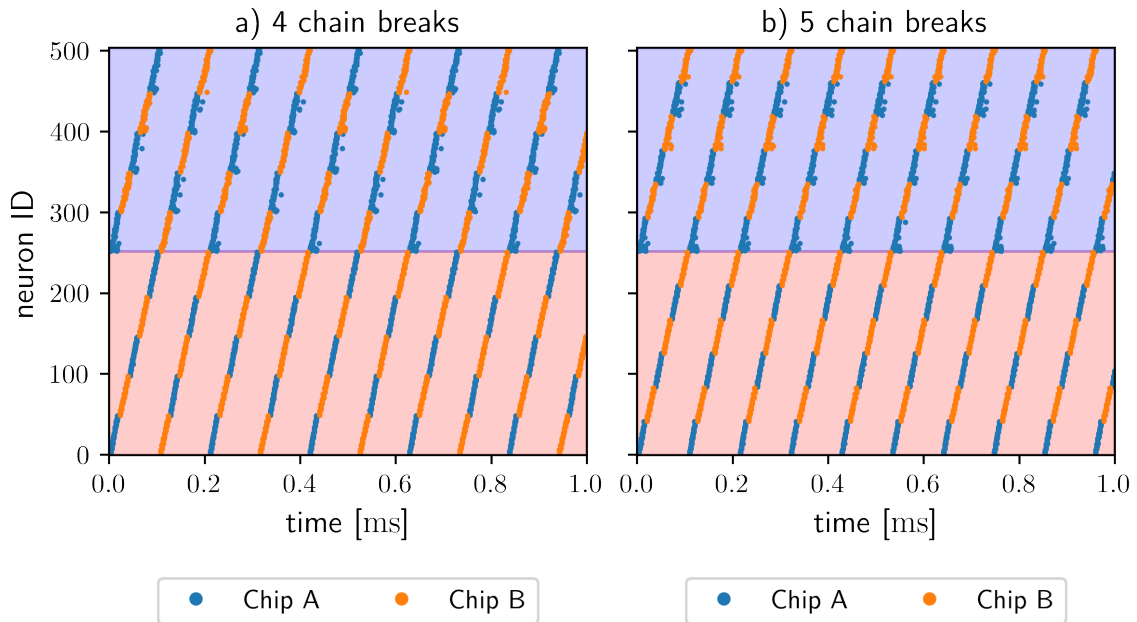 a) 4 chain breaks
b) 5 chain breaks
500
400
300
200
100
0
neuron ID
0.0 0.2 0.4 0.6 0.8 1.0
0.0 0.2 0.4 0.6 0.8 1.0
time [ms]
time [ms]
Chip A Chip B
Chip A Chip B